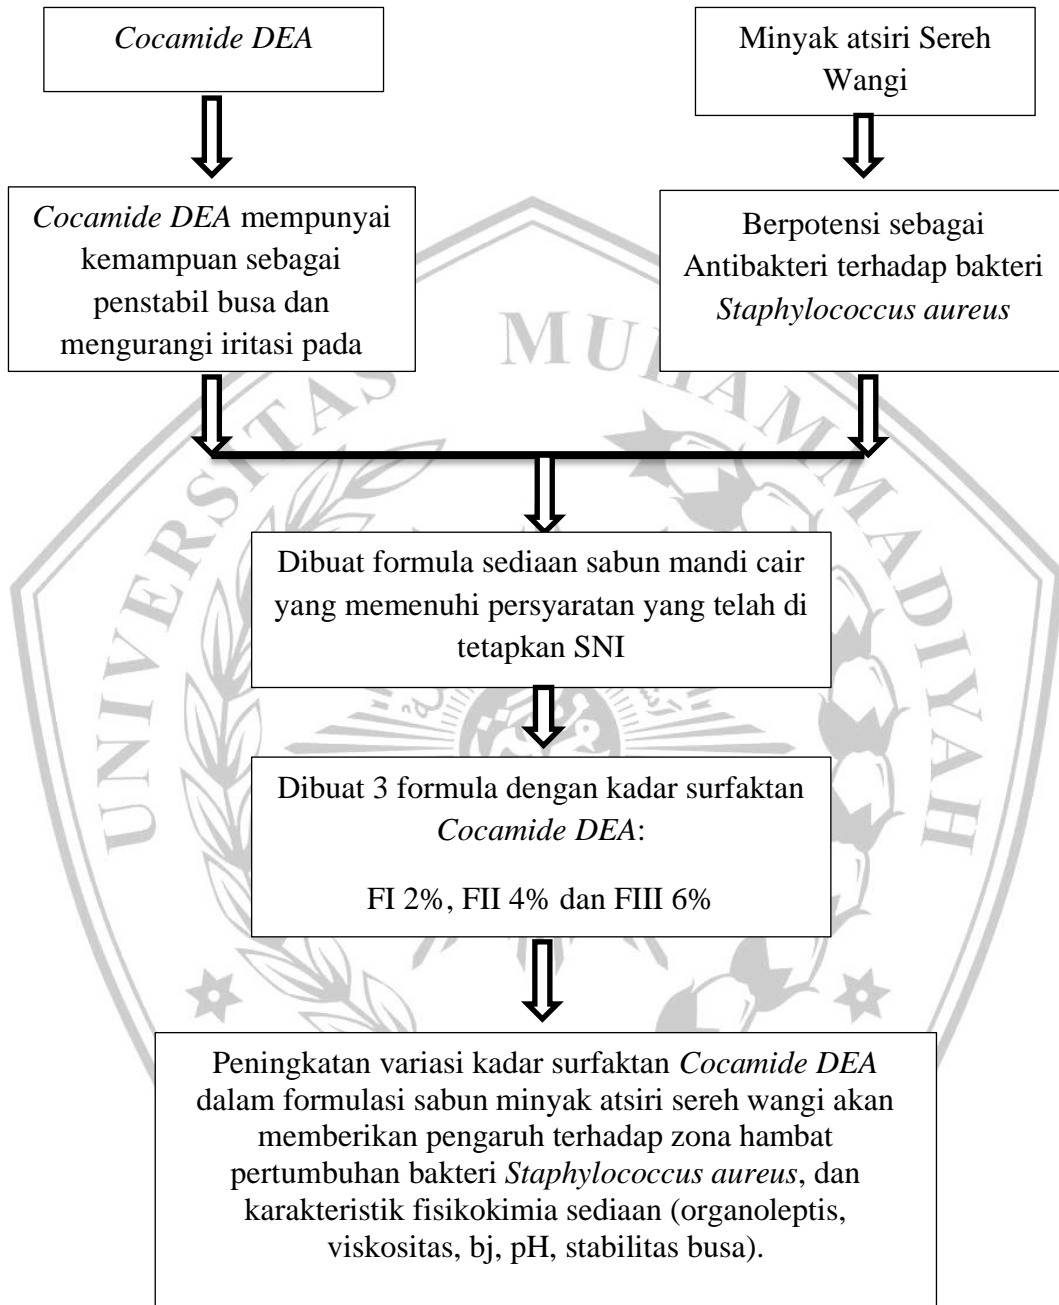 Cocamide DEA
Minyak atsiri Sereh
Wangi
Cocamide DEA mempunyai
kemampuan sebagai
penstabil busa dan
mengurangi iritasi pada
Berpotensi sebagai
Antibakteri terhadap bakteri
Staphylococcus aureus
UNIVERSITAS MUHAMMADIYAH
Dibuat formula sediaan sabun mandi cair
yang memenuhi persyaratan yang telah di
tetapkan SNI
Dibuat 3 formula dengan kadar surfaktan
Cocamide DEA:
FI 2%, FII 4% dan FIII 6%
Peningkatan variasi kadar surfaktan Cocamide DEA
dalam formulasi sabun minyak atsiri sereh wangi akan
memberikan pengaruh terhadap zona hambat
pertumbuhan bakteri Staphylococcus aureus, dan
karakteristik fisikokimia sediaan (organoleptis,
viskositas, bj, pH, stabilitas busa).